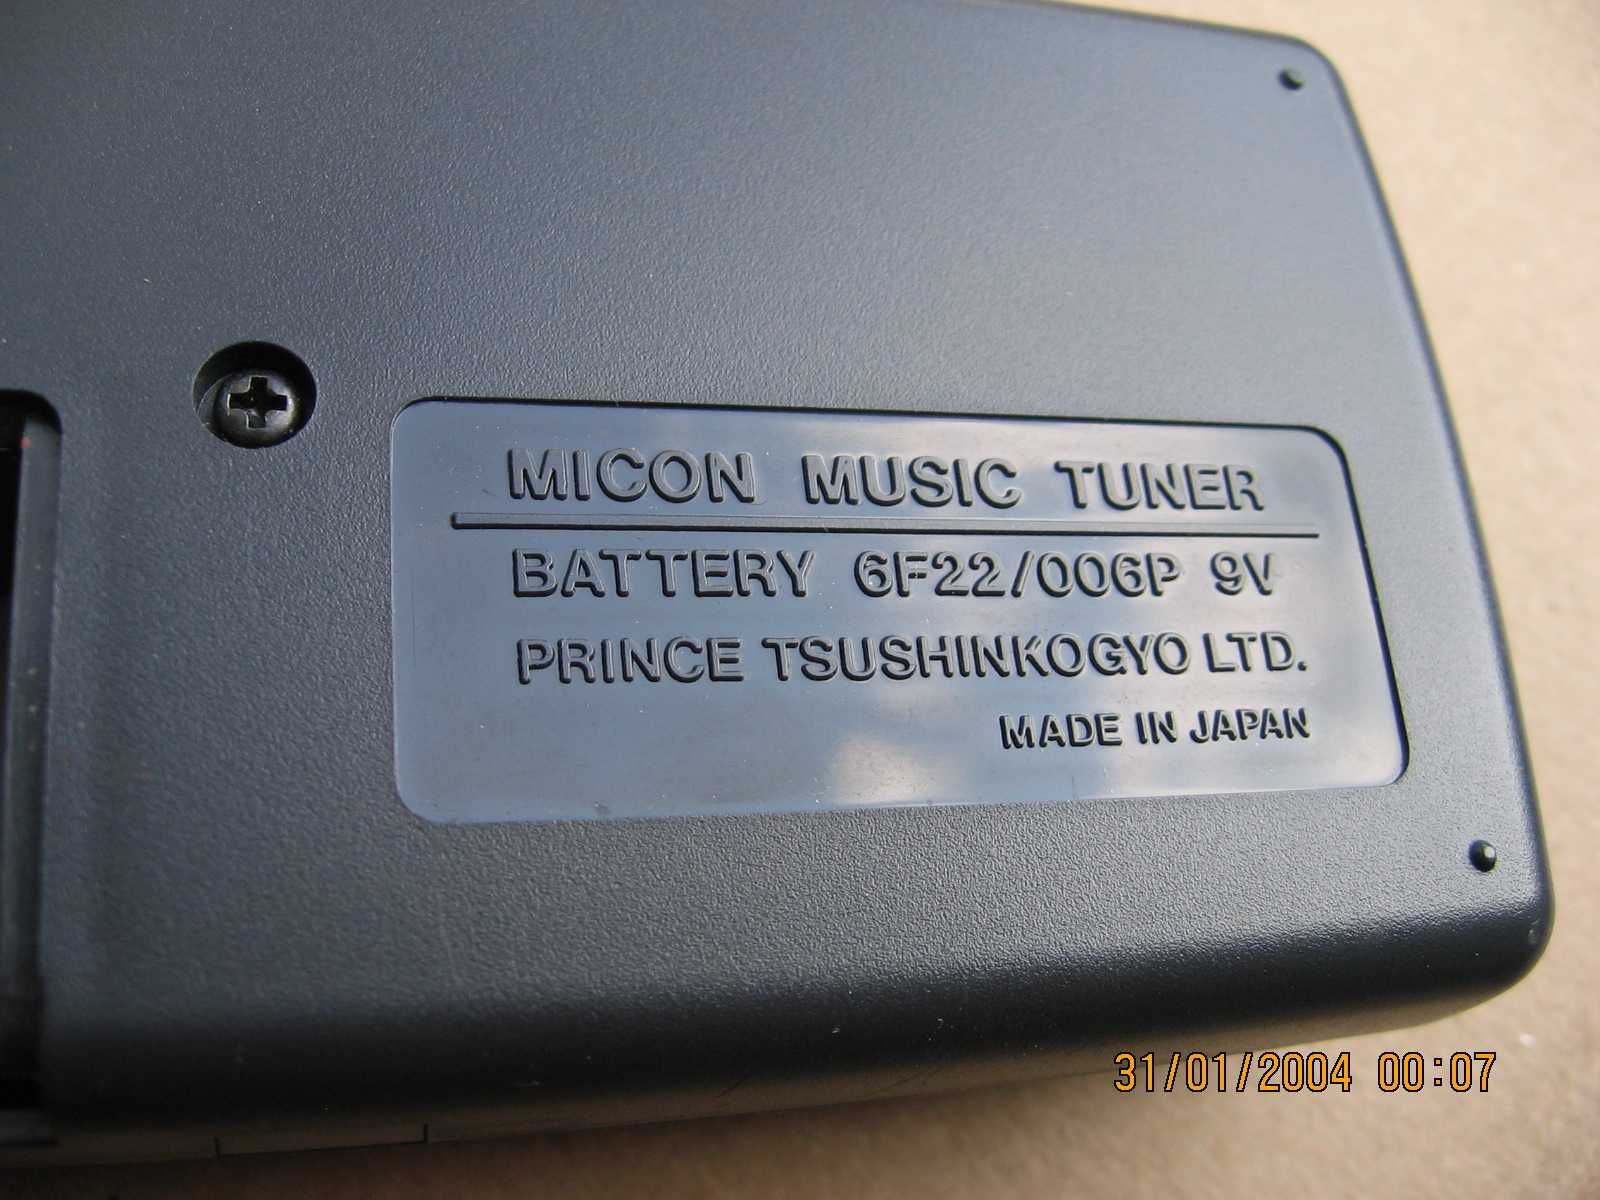 MICON MUSIC TUNER
BATTERY 6F22/006P 9V
PRINCE TSUSHINKOGYO LTD.
MADE IN JAPAN
31/01/2004 00:07